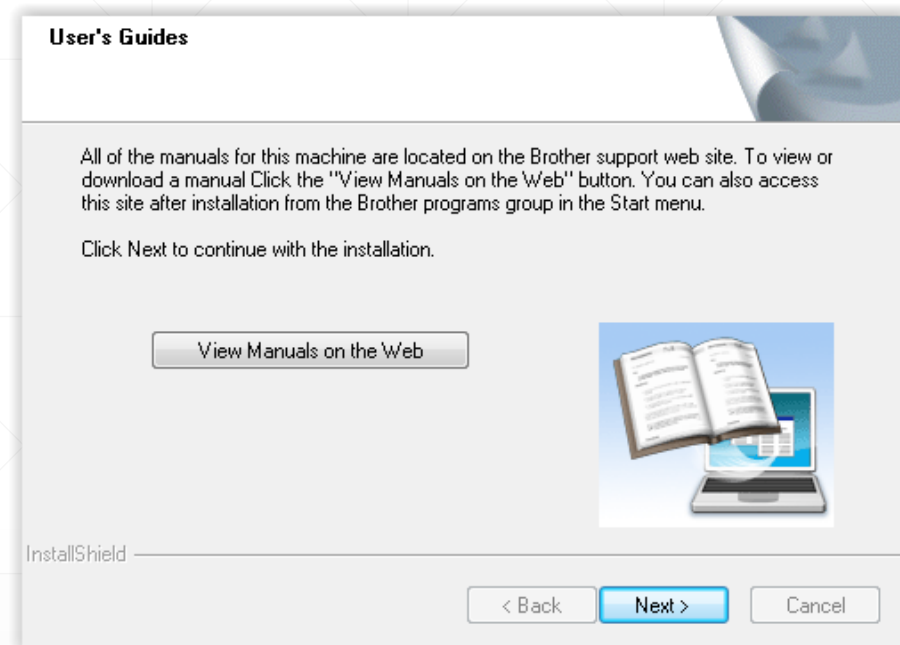 User's Guides
All of the manuals for this machine are located on the Brother support web site. To view or
download a manual Click the "View Manuals on the Web" button. You can also access
this site after installation from the Brother programs group in the Start menu.
Click Next to continue with the installation.
View Manuals on the Web
InstallShield
< Back
Next >
Cancel